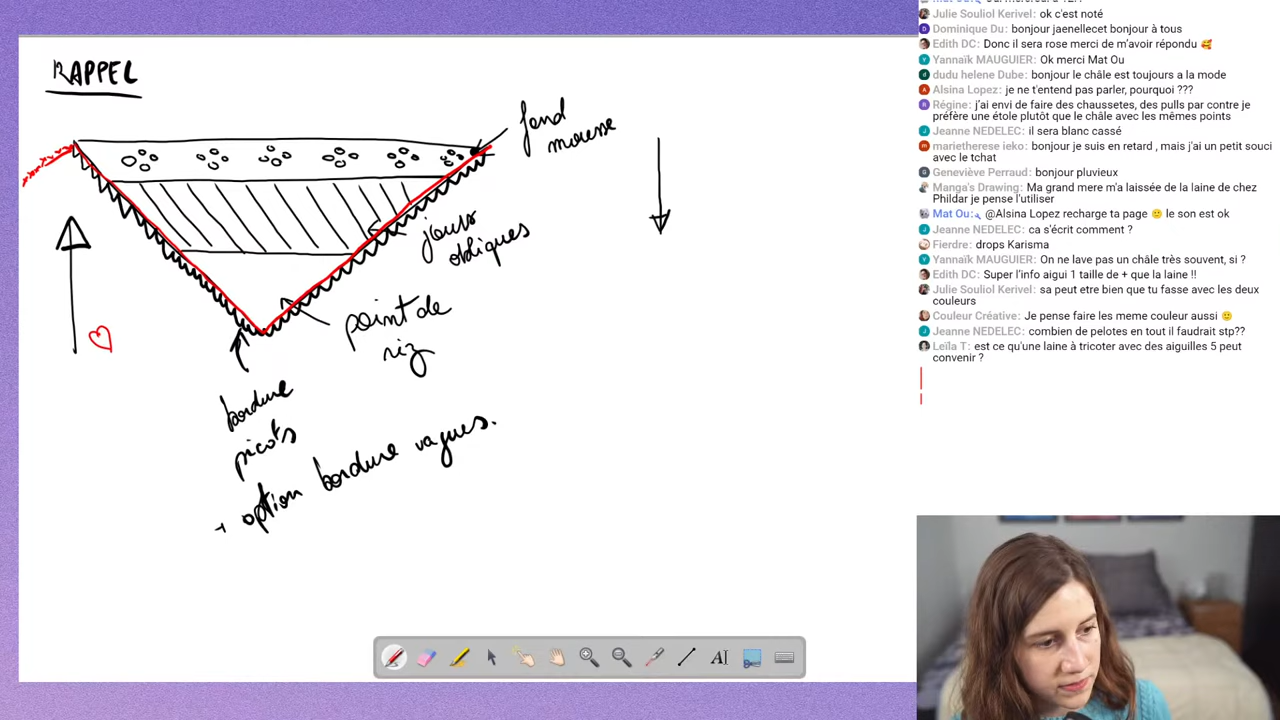 RAPPEL
fend
mousse
jours
obliques
point de
riz
bordure
picots
+ option bordure vagues.
AI
Julie Souliol Kerivel: ok c'est noté
Dominique Du: bonjour jaenellecet bonjour à tous
Edith DC: Donc il sera rose merci de m'avoir répondu 🥰
Yannaïk MAUGUIER: Ok merci Mat Ou
dudu helene Dube: bonjour le châle est toujours a la mode
Alsina Lopez: je ne t'entend pas parler, pourquoi ???
Régine: j'ai envi de faire des chaussetes, des pulls par contre je
préfère une étole plutôt que le châle avec les mêmes points
Jeanne NEDELEC: il sera blanc cassé
marietherese ieko: bonjour je suis en retard , mais j'ai un petit souci
avec le tchat
Geneviève Perraud: bonjour pluvieux
Manga's Drawing: Ma grand mere m'a laissée de la laine de chez
Phildar je pense l'utiliser
Mat Ou: @Alsina Lopez recharge ta page 🙂 le son est ok
Jeanne NEDELEC: ca s'écrit comment ?
Fierdre: drops Karisma
Yannaïk MAUGUIER: On ne lave pas un châle très souvent, si ?
Edith DC: Super l'info aigui 1 taille de + que la laine !!
Julie Souliol Kerivel: sa peut etre bien que tu fasse avec les deux
couleurs
Couleur Créative: Je pense faire les meme couleur aussi 🙂
Jeanne NEDELEC: combien de pelotes en tout il faudrait stp??
Leïla T: est ce qu'une laine à tricoter avec des aiguilles 5 peut
convenir ?